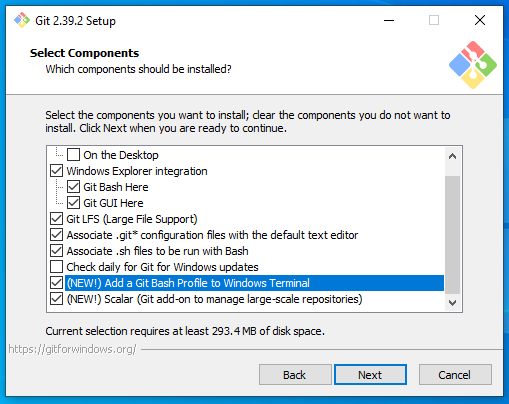 Git 2.39.2 Setup
Select Components
Which components should be installed?
Select the components you want to install; clear the components you do not want to
install. Click Next when you are ready to continue.
On the Desktop
Windows Explorer integration
Git Bash Here
Git GUI Here
Git LFS (Large File Support)
Associate .git* configuration files with the default text editor
Associate .sh files to be run with Bash
Check daily for Git for Windows updates
(NEW!) Add a Git Bash Profile to Windows Terminal
(NEW!) Scalar (Git add-on to manage large-scale repositories)
Current selection requires at least 293.4 MB of disk space.
https://gitforwindows.org/
Back
Next
Cancel